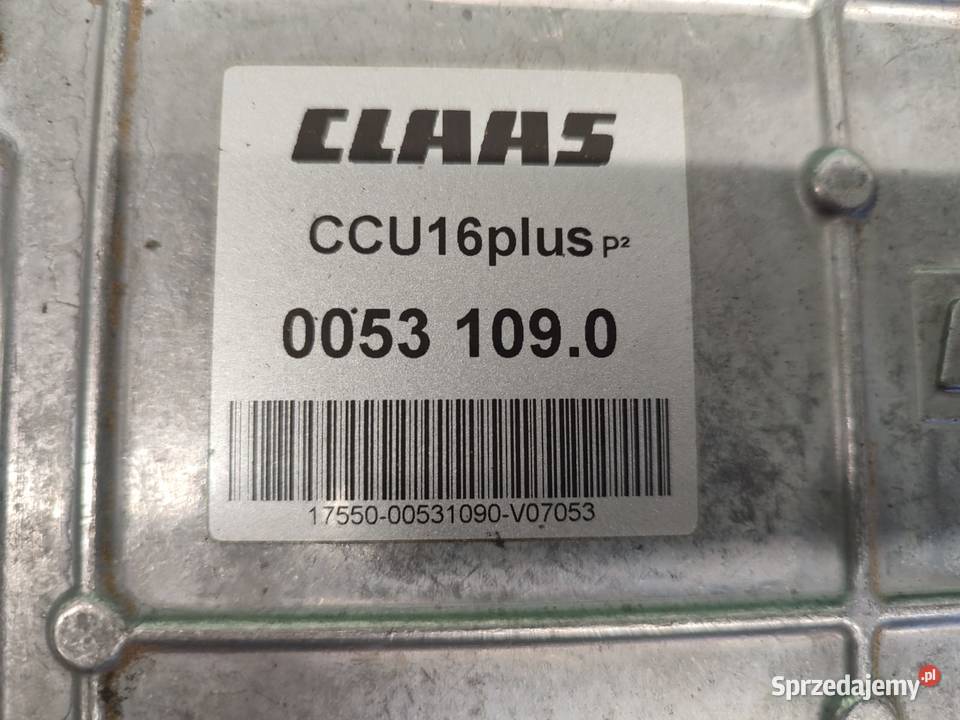 CLAAS
CCU16plus P²
0053 109.0
17550-00531090-V07053
Sprzedajemy.pl